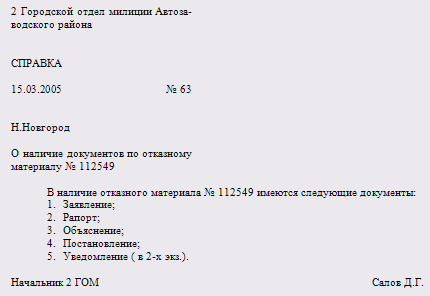 2 Городской отдел милиции Автоза-
водского района
СПРАВКА
15.03.2005 № 63
Н.Новгород
О наличие документов по отказному
материалу № 112549
В наличие отказного материала № 112549 имеются следующие документы:
1. Заявление;
2. Рапорт;
3. Объяснение;
4. Постановление;
5. Уведомление ( в 2-х экз.).
Начальник 2 ГОМ Салов Д.Г.